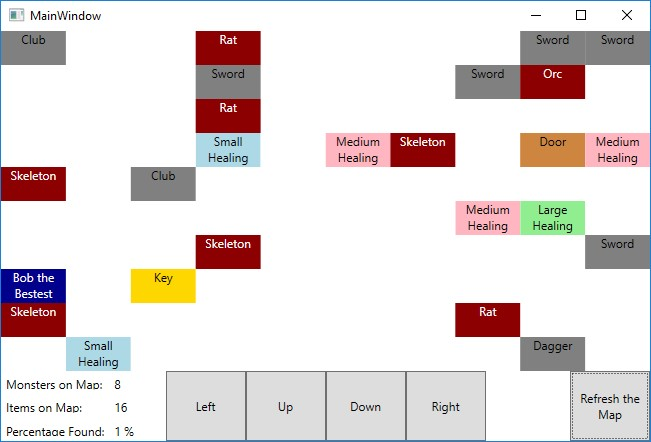 MainWindow
Club Rat Sword Sword
Sword Sword Orc
Rat
Small Healing Medium Healing Skeleton Door Medium Healing
Skeleton Club
Medium Healing Large Healing
Skeleton Sword
Bob the Bestest Key
Skeleton Rat
Small Healing Dagger
Monsters on Map: 8
Items on Map: 16
Percentage Found: 1 %
Left Up Down Right
Refresh the Map